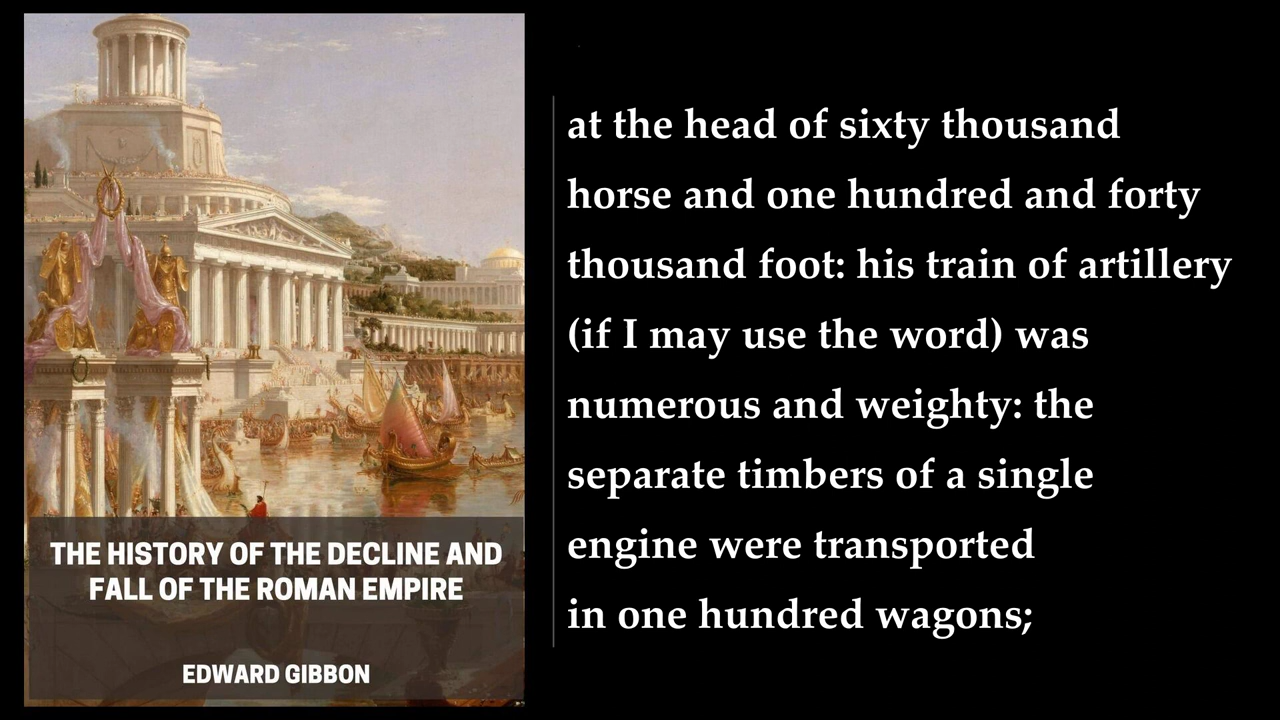 THE HISTORY OF THE DECLINE AND
FALL OF THE ROMAN EMPIRE
EDWARD GIBBON
at the head of sixty thousand
horse and one hundred and forty
thousand foot: his train of artillery
(if I may use the word) was
numerous and weighty: the
separate timbers of a single
engine were transported
in one hundred wagons;